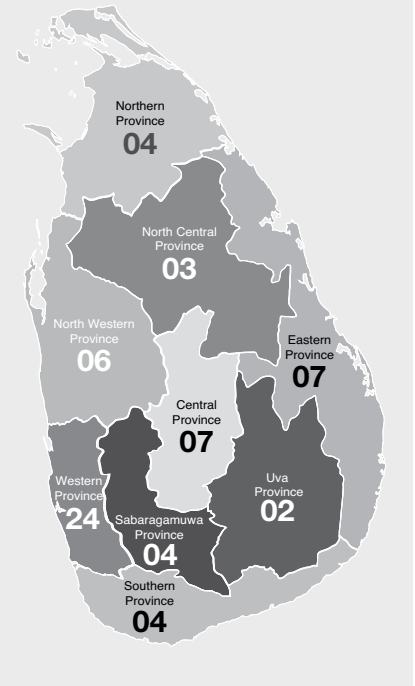 Northern
Province
04
North Central
Province
03
North Western
Province
06
Eastern
Province
07
Central
Province
07
Western
Province
24
Uva
Province
02
Sabaragamuwa
Province
04
Southern
Province
04